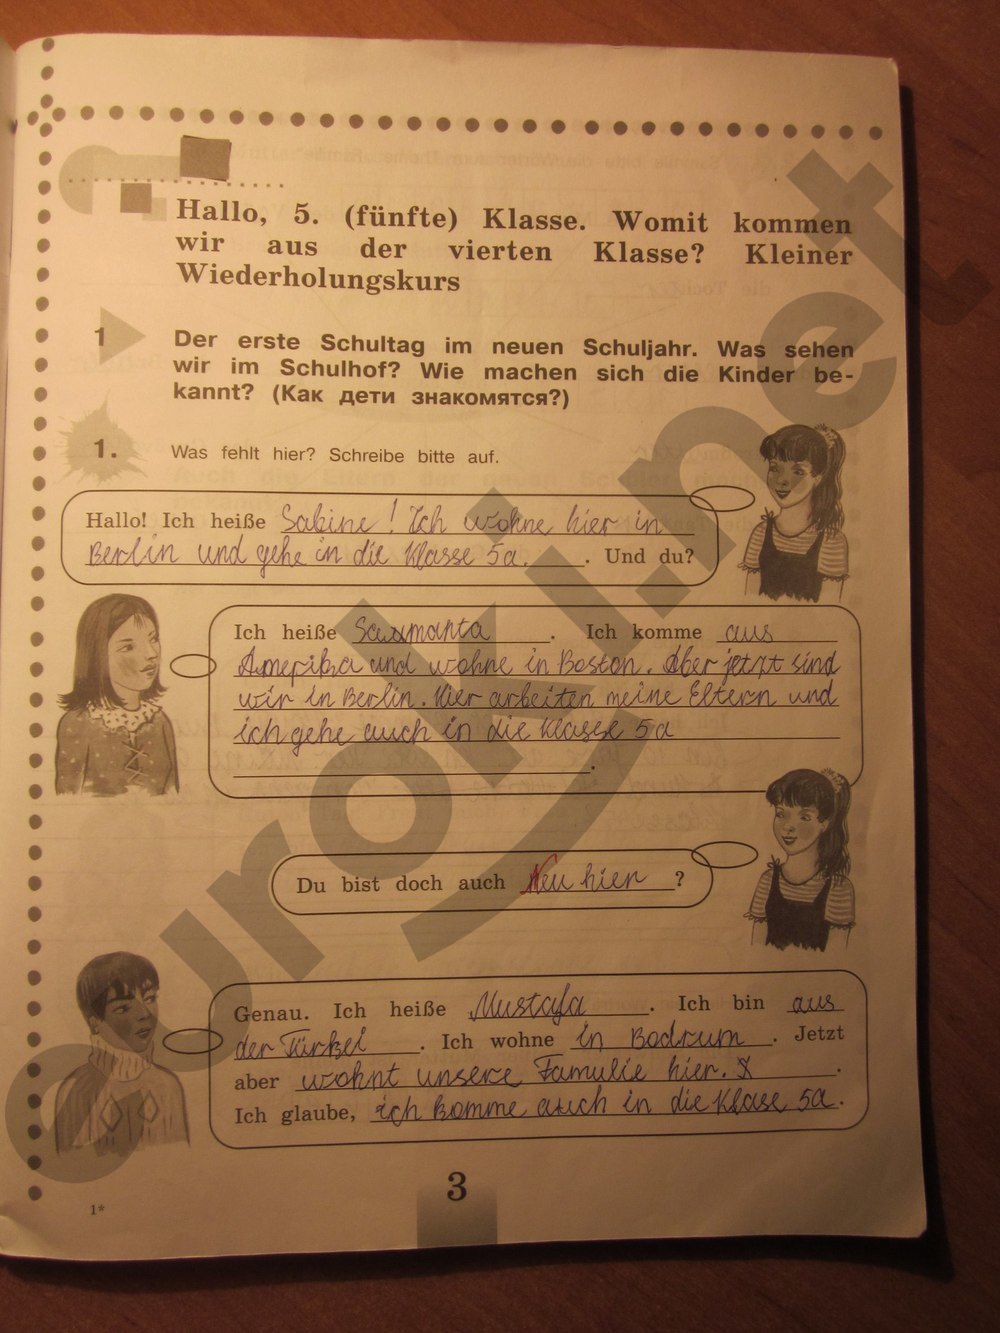 Hallo, 5. (fünfte) Klasse. Womit kommen
wir aus der vierten Klasse? Kleiner
Wiederholungskurs
1
Der erste Schultag im neuen Schuljahr. Was sehen
wir im Schulhof? Wie machen sich die Kinder be-
kannt? (Как дети знакомятся?)
1.
Was fehlt hier? Schreibe bitte auf.
Hallo! Ich heiße Sabine! Ich wohne hier in
Berlin und gehe in die Klasse 5a. . Und du?
Ich heiße . Ich komme aus
Amerika und wohne in Boston. Aber jetzt sind
wir in Berlin. Hier arbeiten meine Eltern und
ich gehe auch in die Klasse 5a
.
Du bist doch auch Neu hier ?
Genau. Ich heiße Mustafa . Ich bin aus
der Türkei . Ich wohne in Bodrum . Jetzt
aber wohnt unsere Familie hier. .
Ich glaube, ich komme auch in die Klase 5a.
3
1*
euroki.net